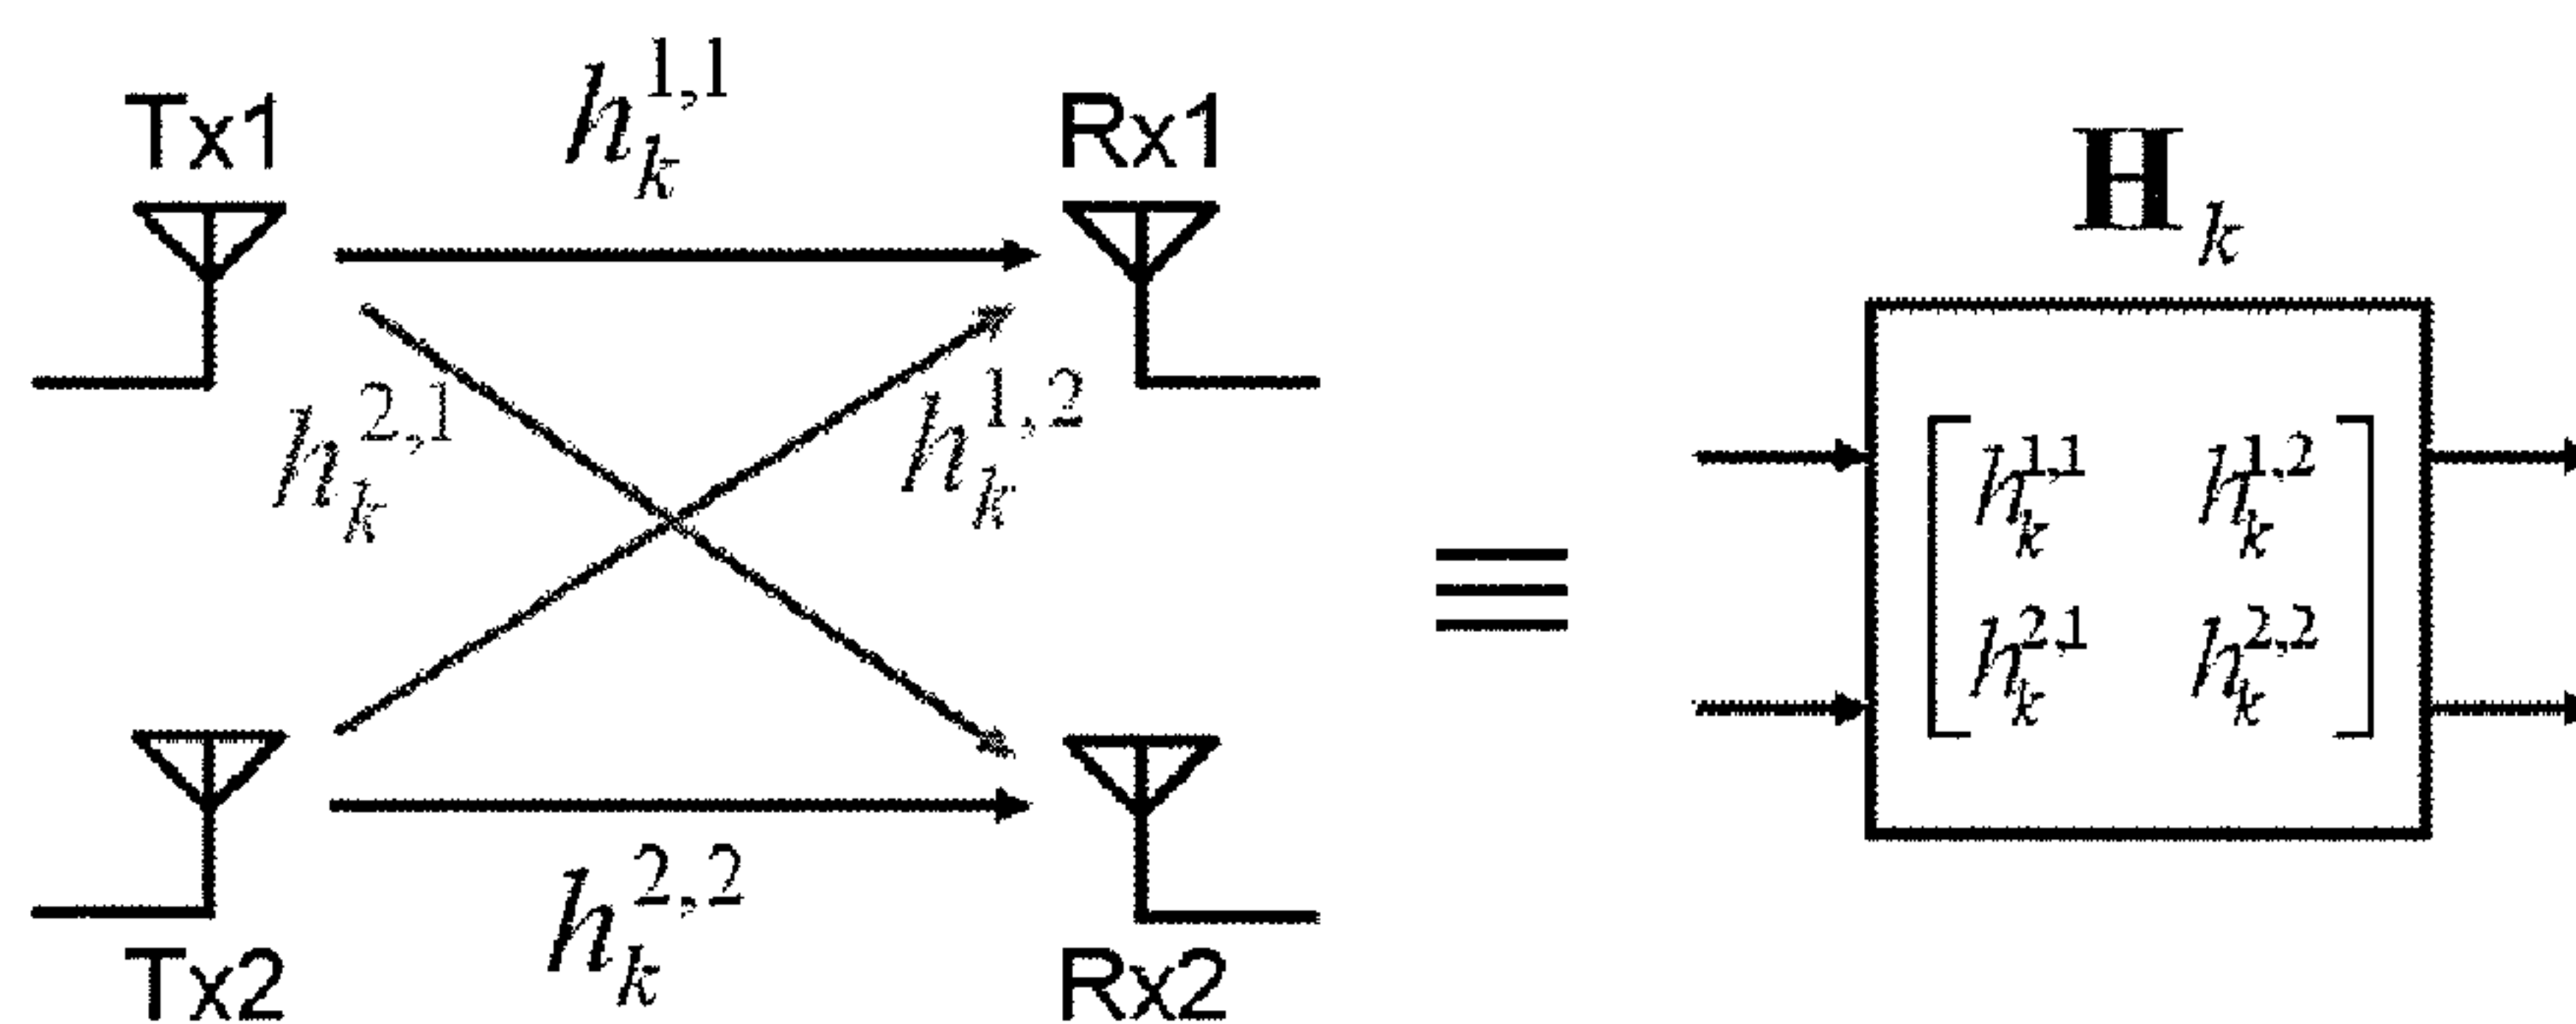 Tx1 h_k^{1,1} Rx1 H_k
h_k^{2,1} h_k^{1,2}
≡
[ h_k^{1,1} h_k^{1,2}
h_k^{2,1} h_k^{2,2} ]
Tx2 h_k^{2,2} Rx2